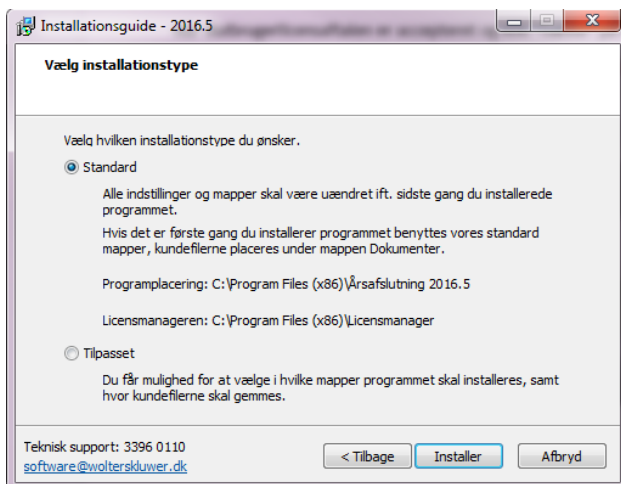 Installationsguide - 2016.5
Vælg installationstype
Vælg hvilken installationstype du ønsker.
Standard
Alle indstillinger og mapper skal være uændret ift. sidste gang du installerede
programmet.
Hvis det er første gang du installerer programmet benyttes vores standard
mapper, kundefilerne placeres under mappen Dokumenter.
Programplacering: C:\Program Files (x86)\Årsafslutning 2016.5
Licensmanageren: C:\Program Files (x86)\Licensmanager
Tilpasset
Du får mulighed for at vælge i hvilke mapper programmet skal installeres, samt
hvor kundefilerne skal gemmes.
Teknisk support: 3396 0110
software@wolterskluwer.dk
< Tilbage
Installer
Afbryd